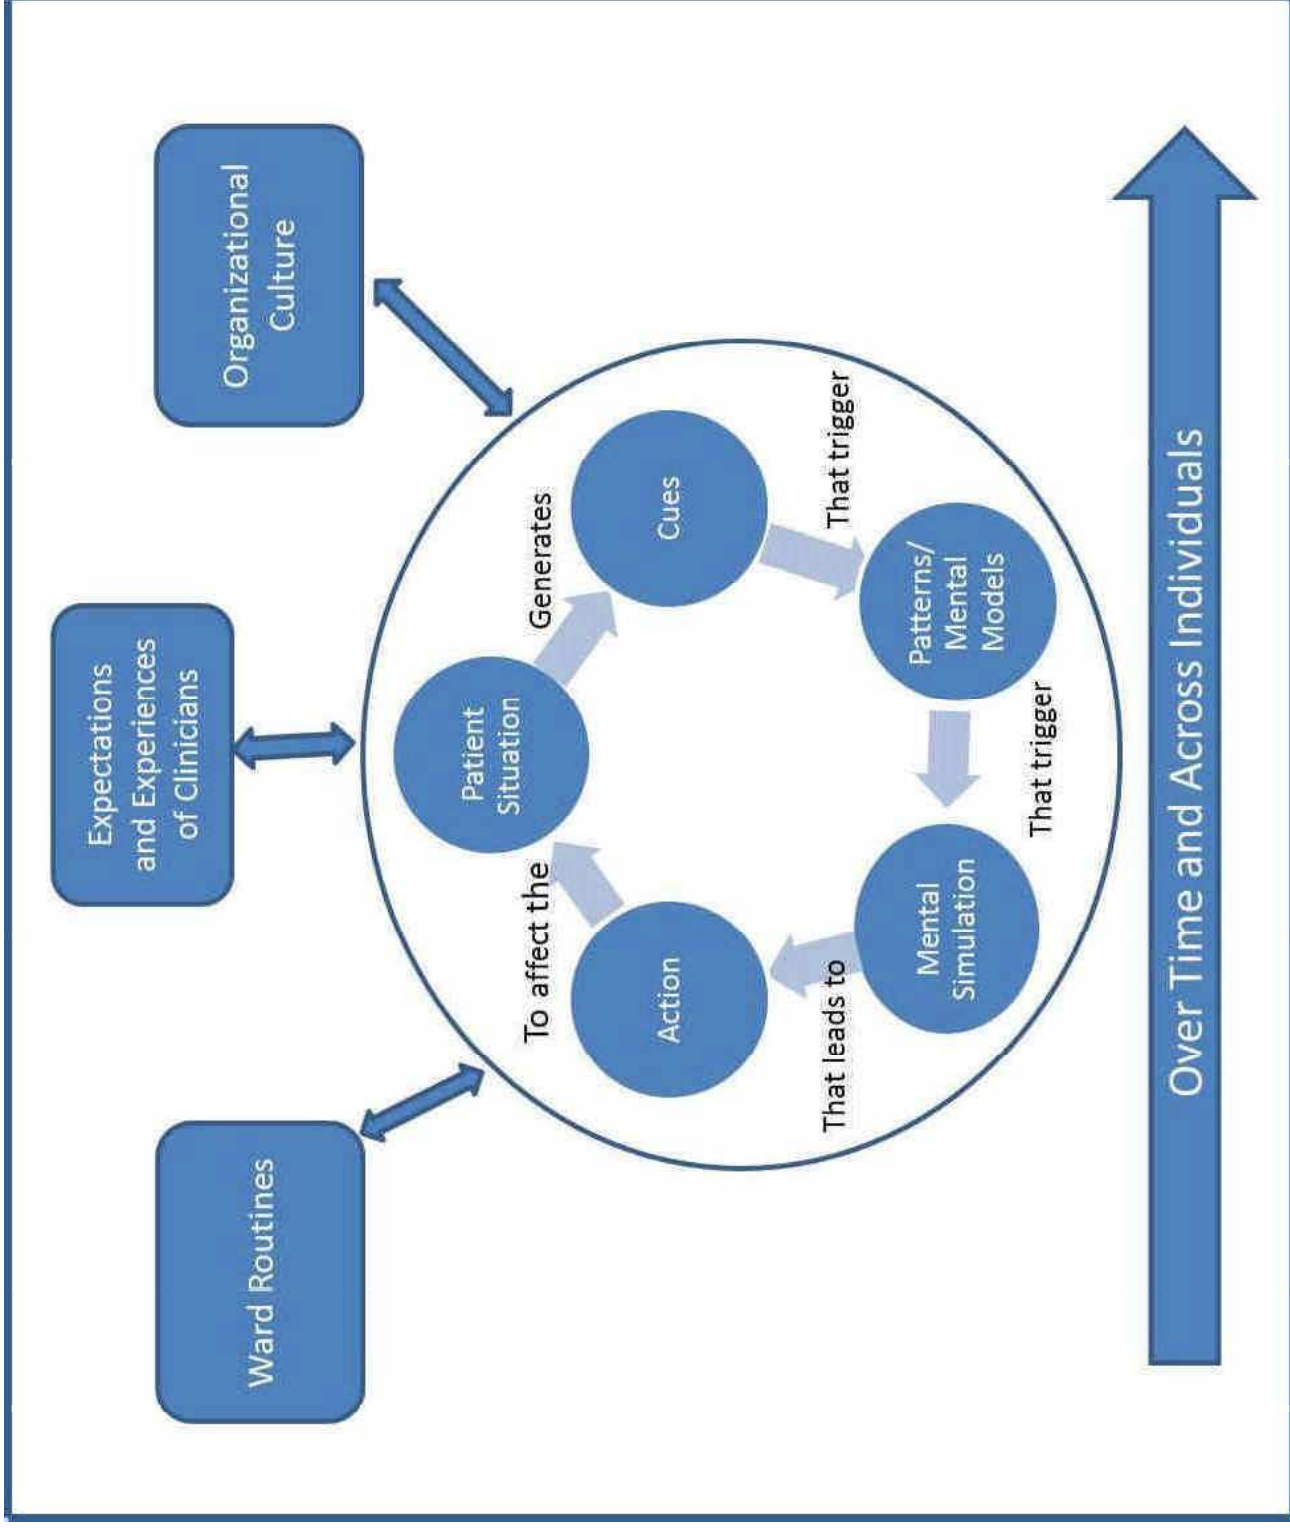 Expectations
and Experiences
of Clinicians
Ward Routines
Organizational
Culture
Patient
Situation
Generates
Cues
That trigger
Patterns/
Mental
Models
That trigger
Mental
Simulation
That leads to
Action
To affect the
Over Time and Across Individuals